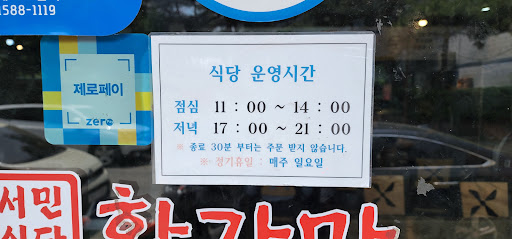 1588-1119
제로페이
zero
식당 운영시간
점심 11 : 00 ~ 14 : 00
저녁 17 : 00 ~ 21 : 00
※ 종료 30분 부터는 주문 받지 않습니다.
※ 정기휴일 : 매주 일요일
서민
식당